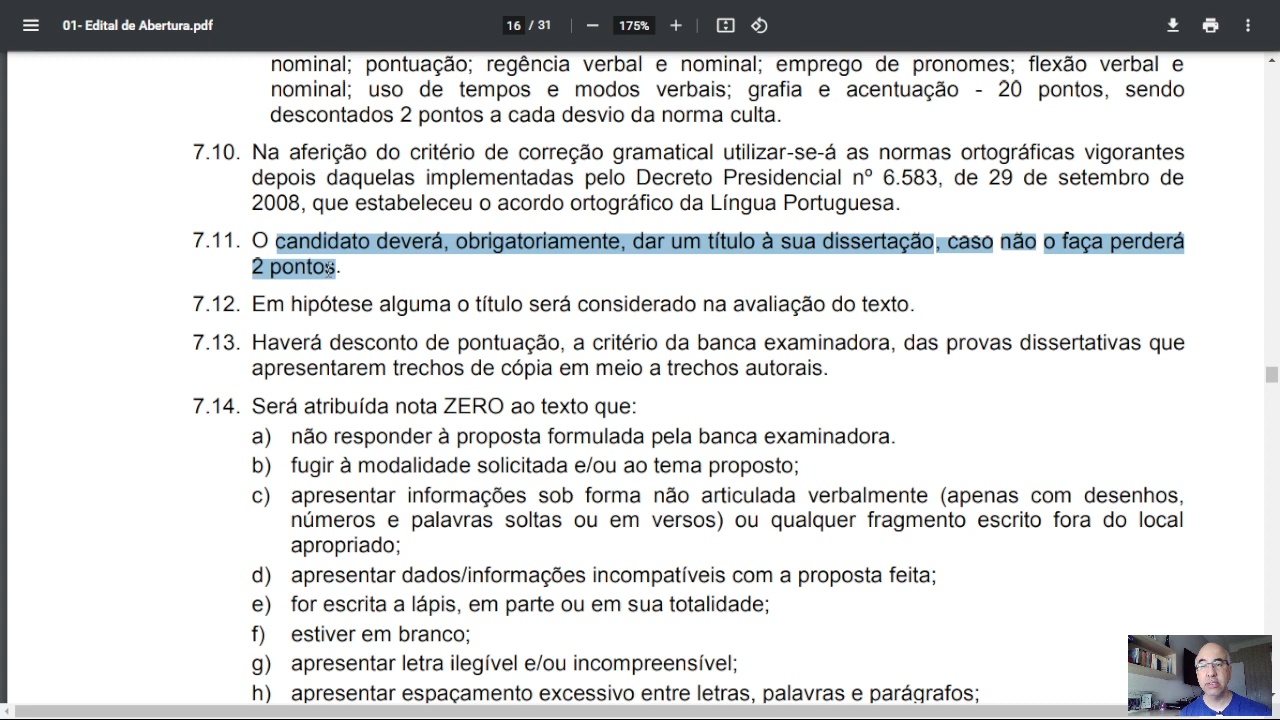 01- Edital de Abertura.pdf
16 / 31
175%
nominal; pontuação; regência verbal e nominal; emprego de pronomes; flexão verbal e
nominal; uso de tempos e modos verbais; grafia e acentuação - 20 pontos, sendo
descontados 2 pontos a cada desvio da norma culta.
7.10. Na aferição do critério de correção gramatical utilizar-se-á as normas ortográficas vigorantes
depois daquelas implementadas pelo Decreto Presidencial nº 6.583, de 29 de setembro de
2008, que estabeleceu o acordo ortográfico da Língua Portuguesa.
7.11. O candidato deverá, obrigatoriamente, dar um título à sua dissertação, caso não o faça perderá
2 pontos.
7.12. Em hipótese alguma o título será considerado na avaliação do texto.
7.13. Haverá desconto de pontuação, a critério da banca examinadora, das provas dissertativas que
apresentarem trechos de cópia em meio a trechos autorais.
7.14. Será atribuída nota ZERO ao texto que:
a) não responder à proposta formulada pela banca examinadora.
b) fugir à modalidade solicitada e/ou ao tema proposto;
c) apresentar informações sob forma não articulada verbalmente (apenas com desenhos,
números e palavras soltas ou em versos) ou qualquer fragmento escrito fora do local
apropriado;
d) apresentar dados/informações incompatíveis com a proposta feita;
e) for escrita a lápis, em parte ou em sua totalidade;
f) estiver em branco;
g) apresentar letra ilegível e/ou incompreensível;
h) apresentar espaçamento excessivo entre letras, palavras e parágrafos;